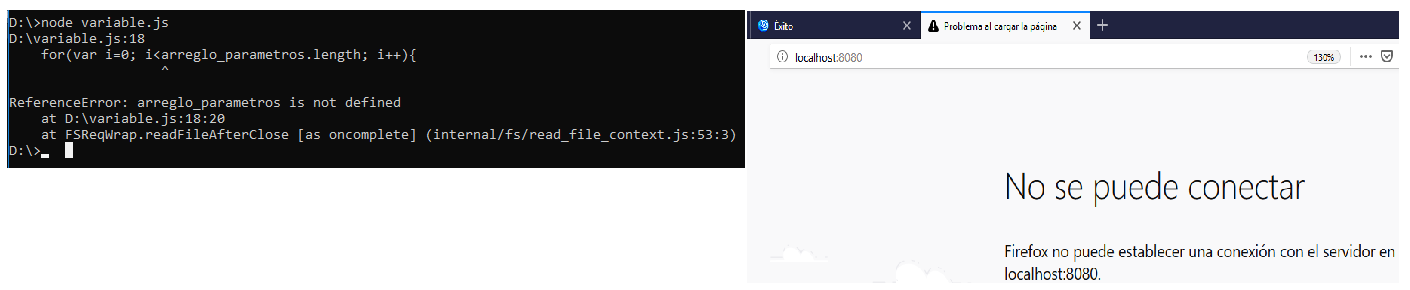 D:\>node variable.js
D:\variable.js:18
    for(var i=0; i<arreglo_parametros.length; i++){
                   ^
ReferenceError: arreglo_parametros is not defined
    at D:\variable.js:18:20
    at FSReqWrap.readFileAfterClose [as oncomplete] (internal/fs/read_file_context.js:53:3)
D:\>
Éxito
Problema al cargar la página
localhost:8080
130%
No se puede conectar
Firefox no puede establecer una conexión con el servidor en
localhost:8080.